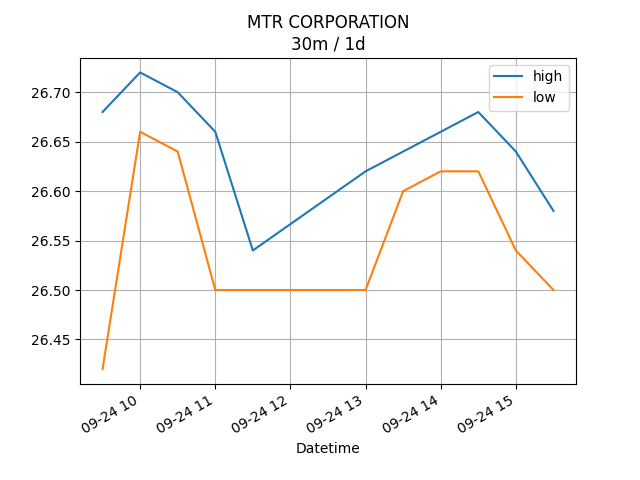 MTR CORPORATION
30m / 1d
high
low
26.70
26.65
26.60
26.55
26.50
26.45
09-24 10
09-24 11
09-24 12
09-24 13
09-24 14
09-24 15
Datetime